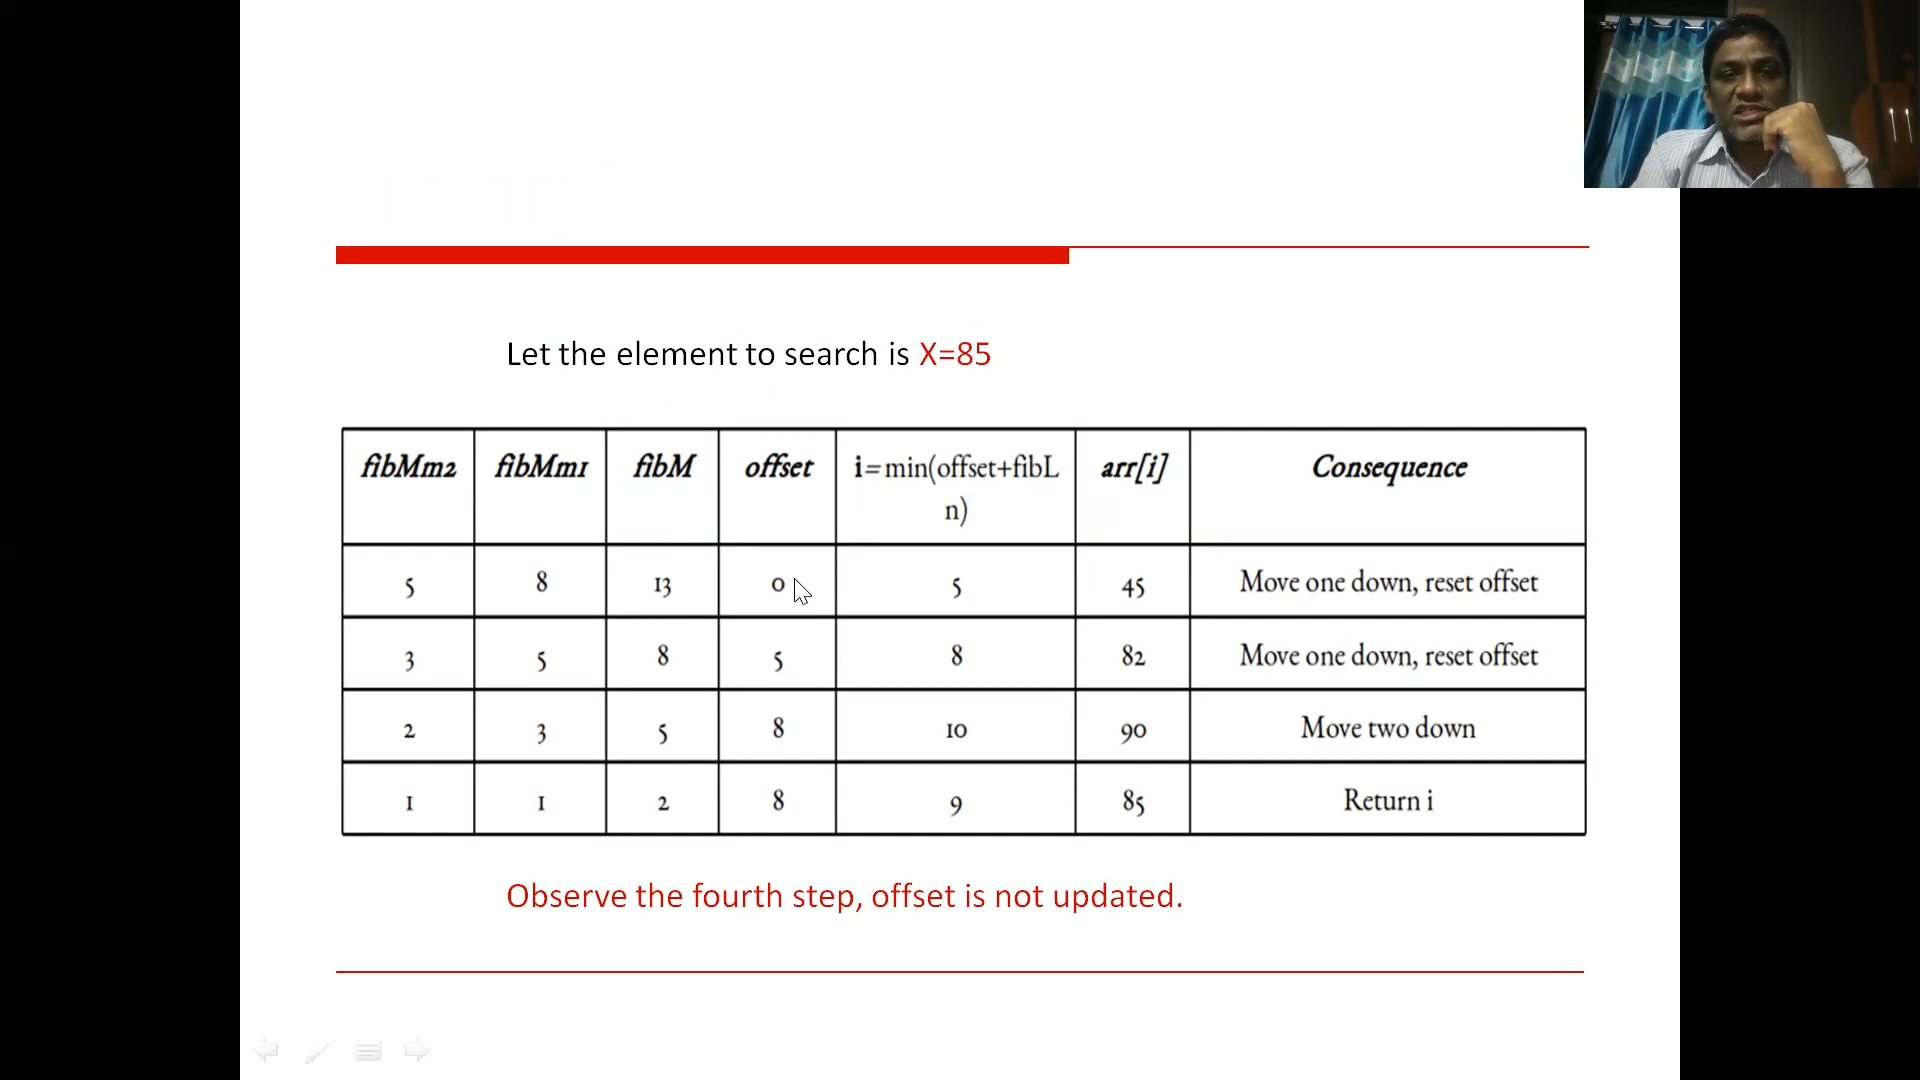 Let the element to search is X=85
fibMm2 fibMm1 fibM offset i=min(offset+fibL arr[i] Consequence
n)
5 8 13 0 5 45 Move one down, reset offset
3 5 8 5 8 82 Move one down, reset offset
2 3 5 8 10 90 Move two down
1 1 2 8 9 85 Return i
Observe the fourth step, offset is not updated.